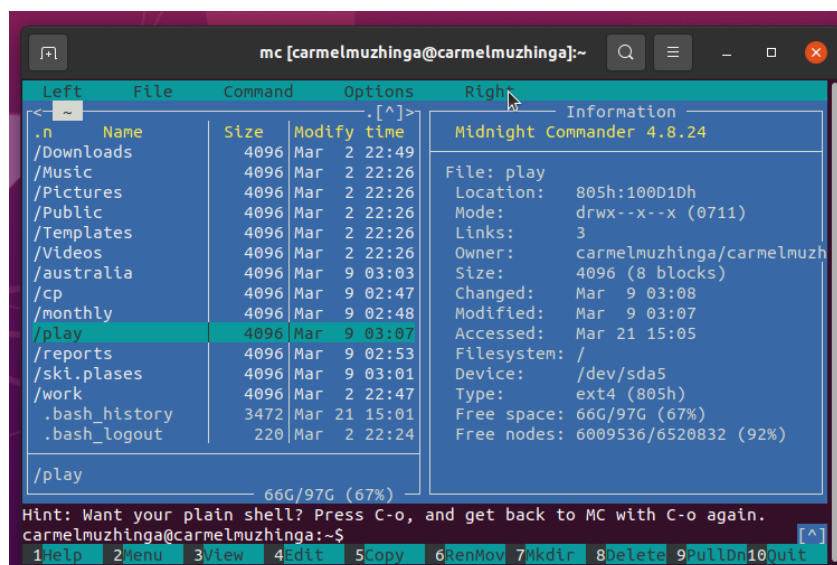 mc [carmelmuzhinga@carmelmuzhinga]:~
Left File Command Options Right
<─ ~ .[^]>
.n Name Size Modify time
/Downloads 4096 Mar 2 22:49
/Music 4096 Mar 2 22:26
/Pictures 4096 Mar 2 22:26
/Public 4096 Mar 2 22:26
/Templates 4096 Mar 2 22:26
/Videos 4096 Mar 2 22:26
/australia 4096 Mar 9 03:03
/cp 4096 Mar 9 02:47
/monthly 4096 Mar 9 02:48
/play 4096 Mar 9 03:07
/reports 4096 Mar 9 02:53
/ski.plases 4096 Mar 9 03:01
/work 4096 Mar 2 22:47
.bash_history 3472 Mar 21 15:01
.bash_logout 220 Mar 2 22:24
/play
66G/97G (67%)
Information
Midnight Commander 4.8.24
File: play
Location: 805h:100D1Dh
Mode: drwx--x--x (0711)
Links: 3
Owner: carmelmuzhinga/carmelmuzh
Size: 4096 (8 blocks)
Changed: Mar 9 03:08
Modified: Mar 9 03:07
Accessed: Mar 21 15:05
Filesystem: /
Device: /dev/sda5
Type: ext4 (805h)
Free space: 66G/97G (67%)
Free nodes: 6009536/6520832 (92%)
Hint: Want your plain shell? Press C-o, and get back to MC with C-o again.
carmelmuzhinga@carmelmuzhinga:~$ [^]
1Help 2Menu 3View 4Edit 5Copy 6RenMov 7Mkdir 8Delete 9PullDn 10Quit